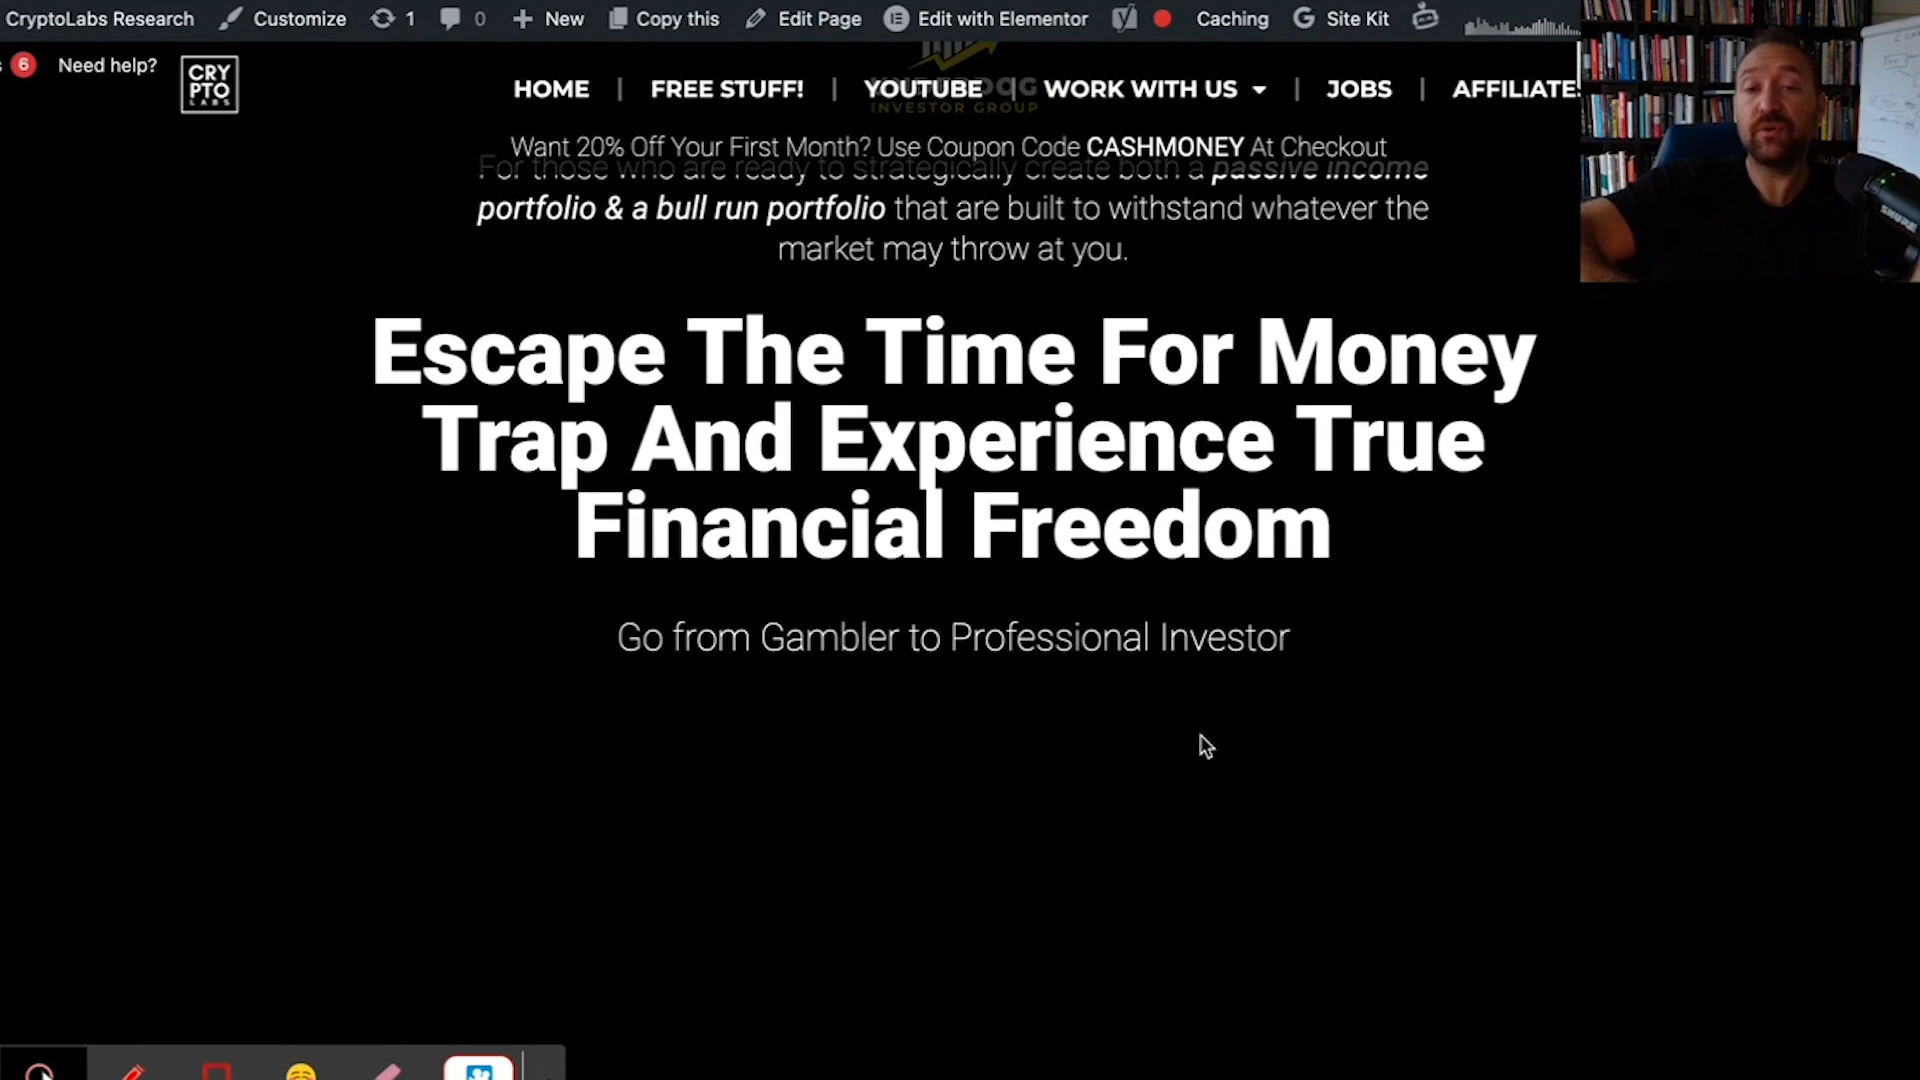 CryptoLabs Research Customize 1 0 New Copy this Edit Page Edit with Elementor Caching Site Kit
6 Need help?
CRY
PTO
LABS
HOME | FREE STUFF! | YOUTUBE | WORK WITH US | JOBS | AFFILIATES
INVESTOR GROUP
Want 20% Off Your First Month? Use Coupon Code CASHMONEY At Checkout
For those who are ready to strategically create both a passive income
portfolio & a bull run portfolio that are built to withstand whatever the
market may throw at you.
Escape The Time For Money
Trap And Experience True
Financial Freedom
Go from Gambler to Professional Investor
SHURE